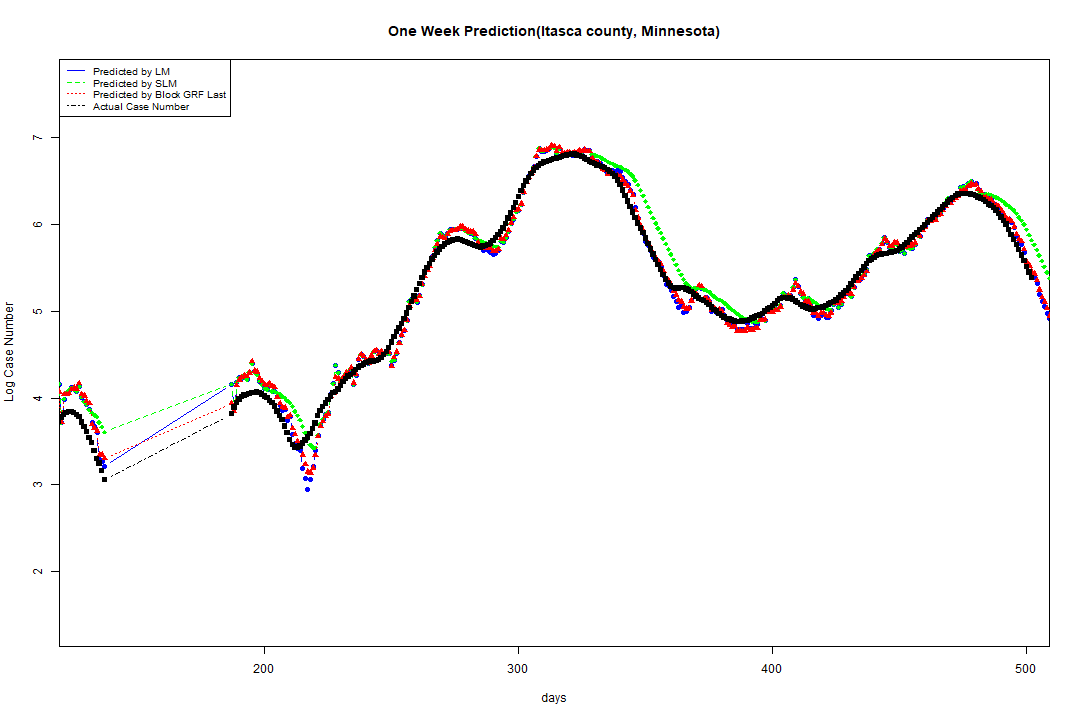 One Week Prediction(Itasca county, Minnesota)
Predicted by LM
Predicted by SLM
Predicted by Block GRF Last
Actual Case Number
7
6
5
4
3
2
Log Case Number
200 300 400 500
days